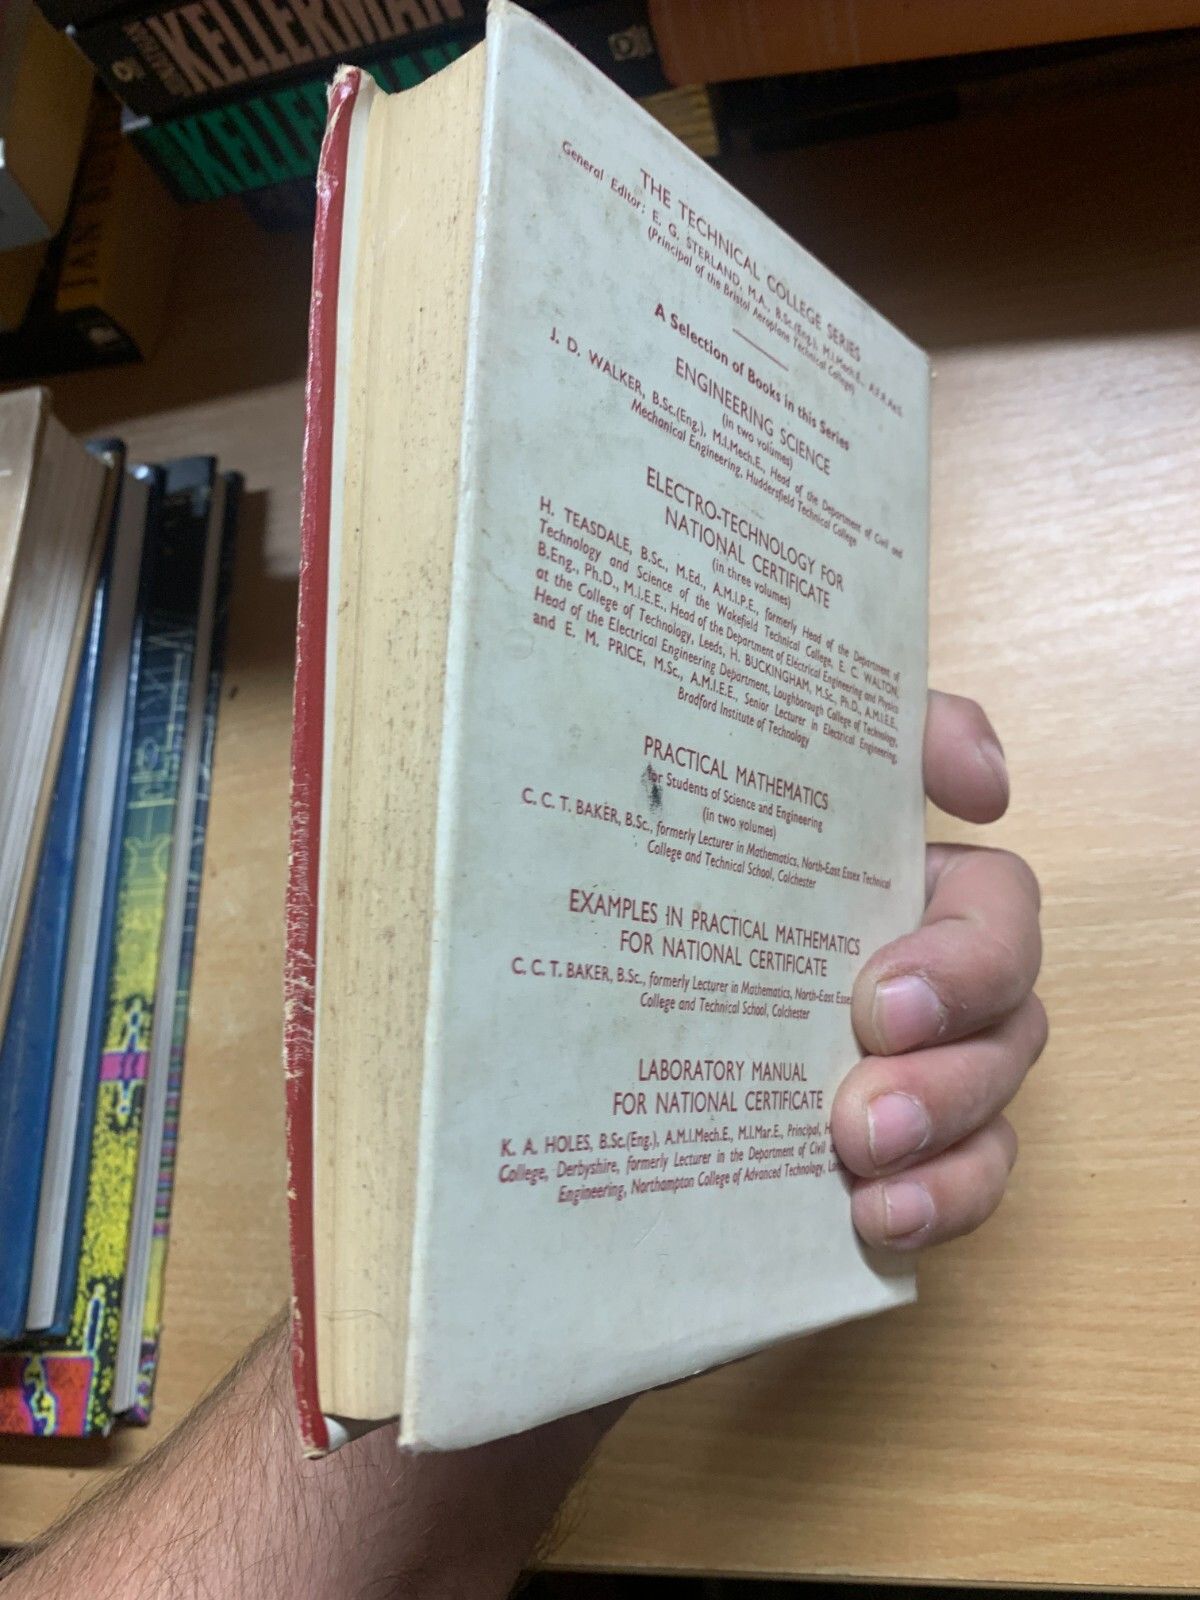 KELLERMAN
KELLERMAN
THE TECHNICAL COLLEGE SERIES
General Editor: E. G. STERLAND, M.A., B.Sc.(Eng.), M.I.Mech.E., A.F.R.Ae.S.
(Principal of the Bristol Aeroplane Technical College)
A Selection of Books in this Series
ENGINEERING SCIENCE
(in two volumes)
J. D. WALKER, B.Sc.(Eng.), M.I.Mech.E., Head of the Department of Civil and
Mechanical Engineering, Huddersfield Technical College
ELECTRO-TECHNOLOGY FOR
NATIONAL CERTIFICATE
(in three volumes)
H. TEASDALE, B.Sc., M.Ed., A.M.I.P.E., formerly Head of the Department of
Technology and Science of the Wakefield Technical College, E. C. WALTON,
B.Eng., Ph.D., M.I.E.E., Head of the Department of Electrical Engineering and Physics
at the College of Technology, Leeds, H. BUCKINGHAM, M.Sc., Ph.D., A.M.I.E.E.,
Head of the Electrical Engineering Department, Loughborough College of Technology,
and E. M. PRICE, M.Sc., A.M.I.E.E., Senior Lecturer in Electrical Engineering,
Bradford Institute of Technology
PRACTICAL MATHEMATICS
for Students of Science and Engineering
(in two volumes)
C. C. T. BAKER, B.Sc., formerly Lecturer in Mathematics, North-East Essex Technical
College and Technical School, Colchester
EXAMPLES IN PRACTICAL MATHEMATICS
FOR NATIONAL CERTIFICATE
C. C. T. BAKER, B.Sc., formerly Lecturer in Mathematics, North-East Essex
College and Technical School, Colchester
LABORATORY MANUAL
FOR NATIONAL CERTIFICATE
K. A. HOLES, B.Sc.(Eng.), A.M.I.Mech.E., M.I.Mar.E., Principal,
College, Derbyshire, formerly Lecturer in the Department of Civil
Engineering, Northampton College of Advanced Technology,